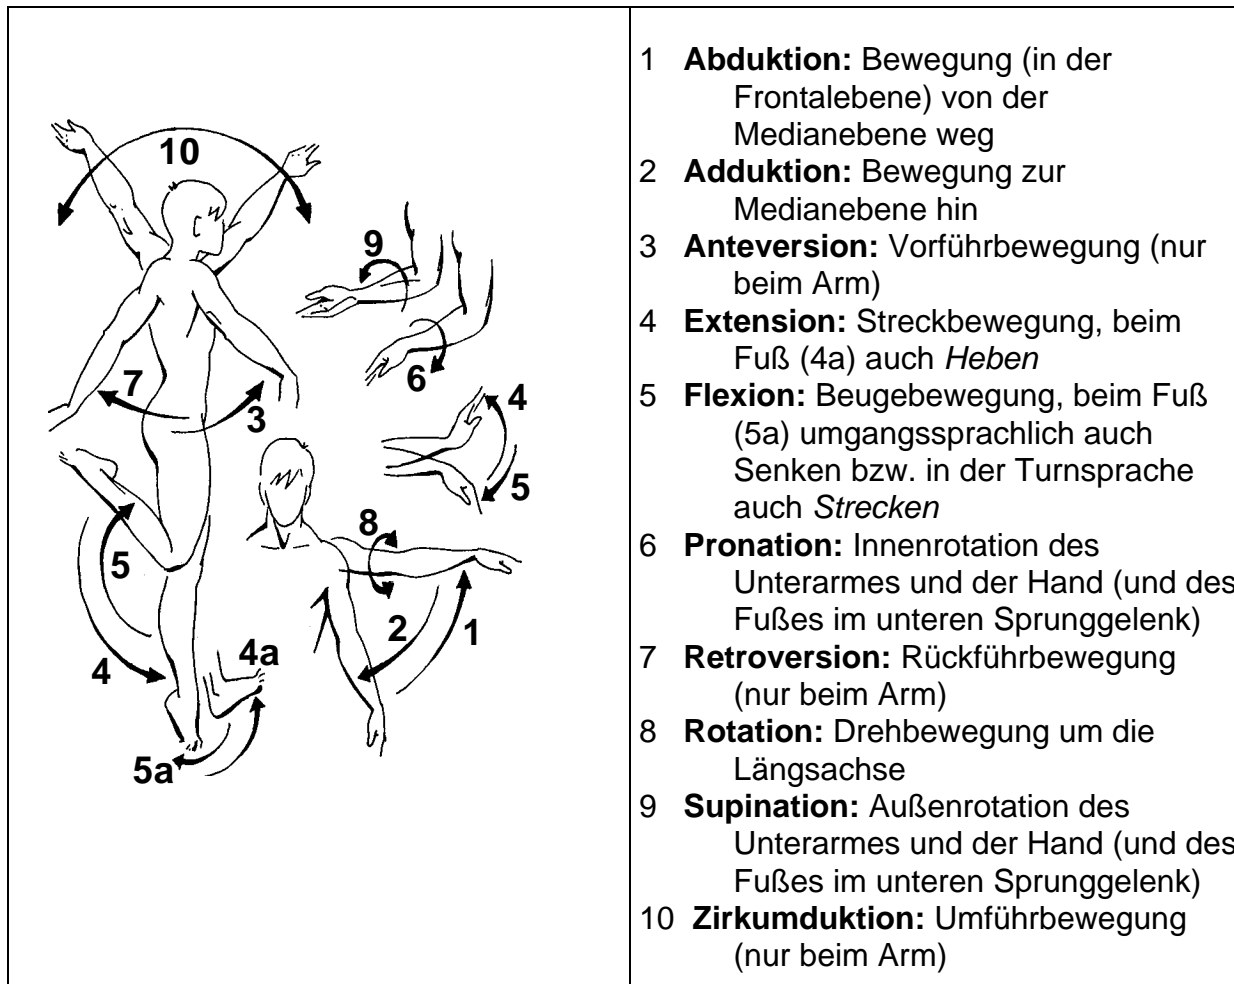 10
9
6
7
3
4
5
8
5
2
1
4
4a
5a
1 Abduktion: Bewegung (in der
Frontalebene) von der
Medianebene weg
2 Adduktion: Bewegung zur
Medianebene hin
3 Anteversion: Vorführbewegung (nur
beim Arm)
4 Extension: Streckbewegung, beim
Fuß (4a) auch Heben
5 Flexion: Beugebewegung, beim Fuß
(5a) umgangssprachlich auch
Senken bzw. in der Turnsprache
auch Strecken
6 Pronation: Innenrotation des
Unterarmes und der Hand (und des
Fußes im unteren Sprunggelenk)
7 Retroversion: Rückführbewegung
(nur beim Arm)
8 Rotation: Drehbewegung um die
Längsachse
9 Supination: Außenrotation des
Unterarmes und der Hand (und des
Fußes im unteren Sprunggelenk)
10 Zirkumduktion: Umführbewegung
(nur beim Arm)